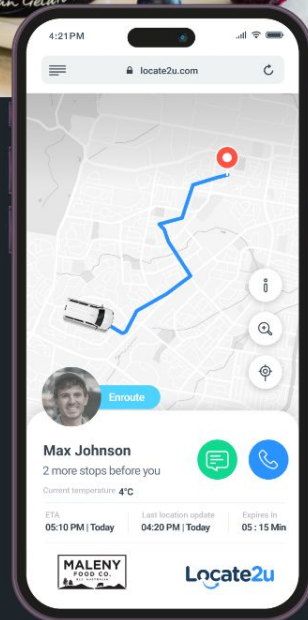 4:21PM
locate2u.com
Enroute
Max Johnson
2 more stops before you
Current temperature 4°C
ETA Last location update Expires in
05:10 PM | Today 04:20 PM | Today 05 : 15 Min
MALENY
FOOD CO.
Locate2u